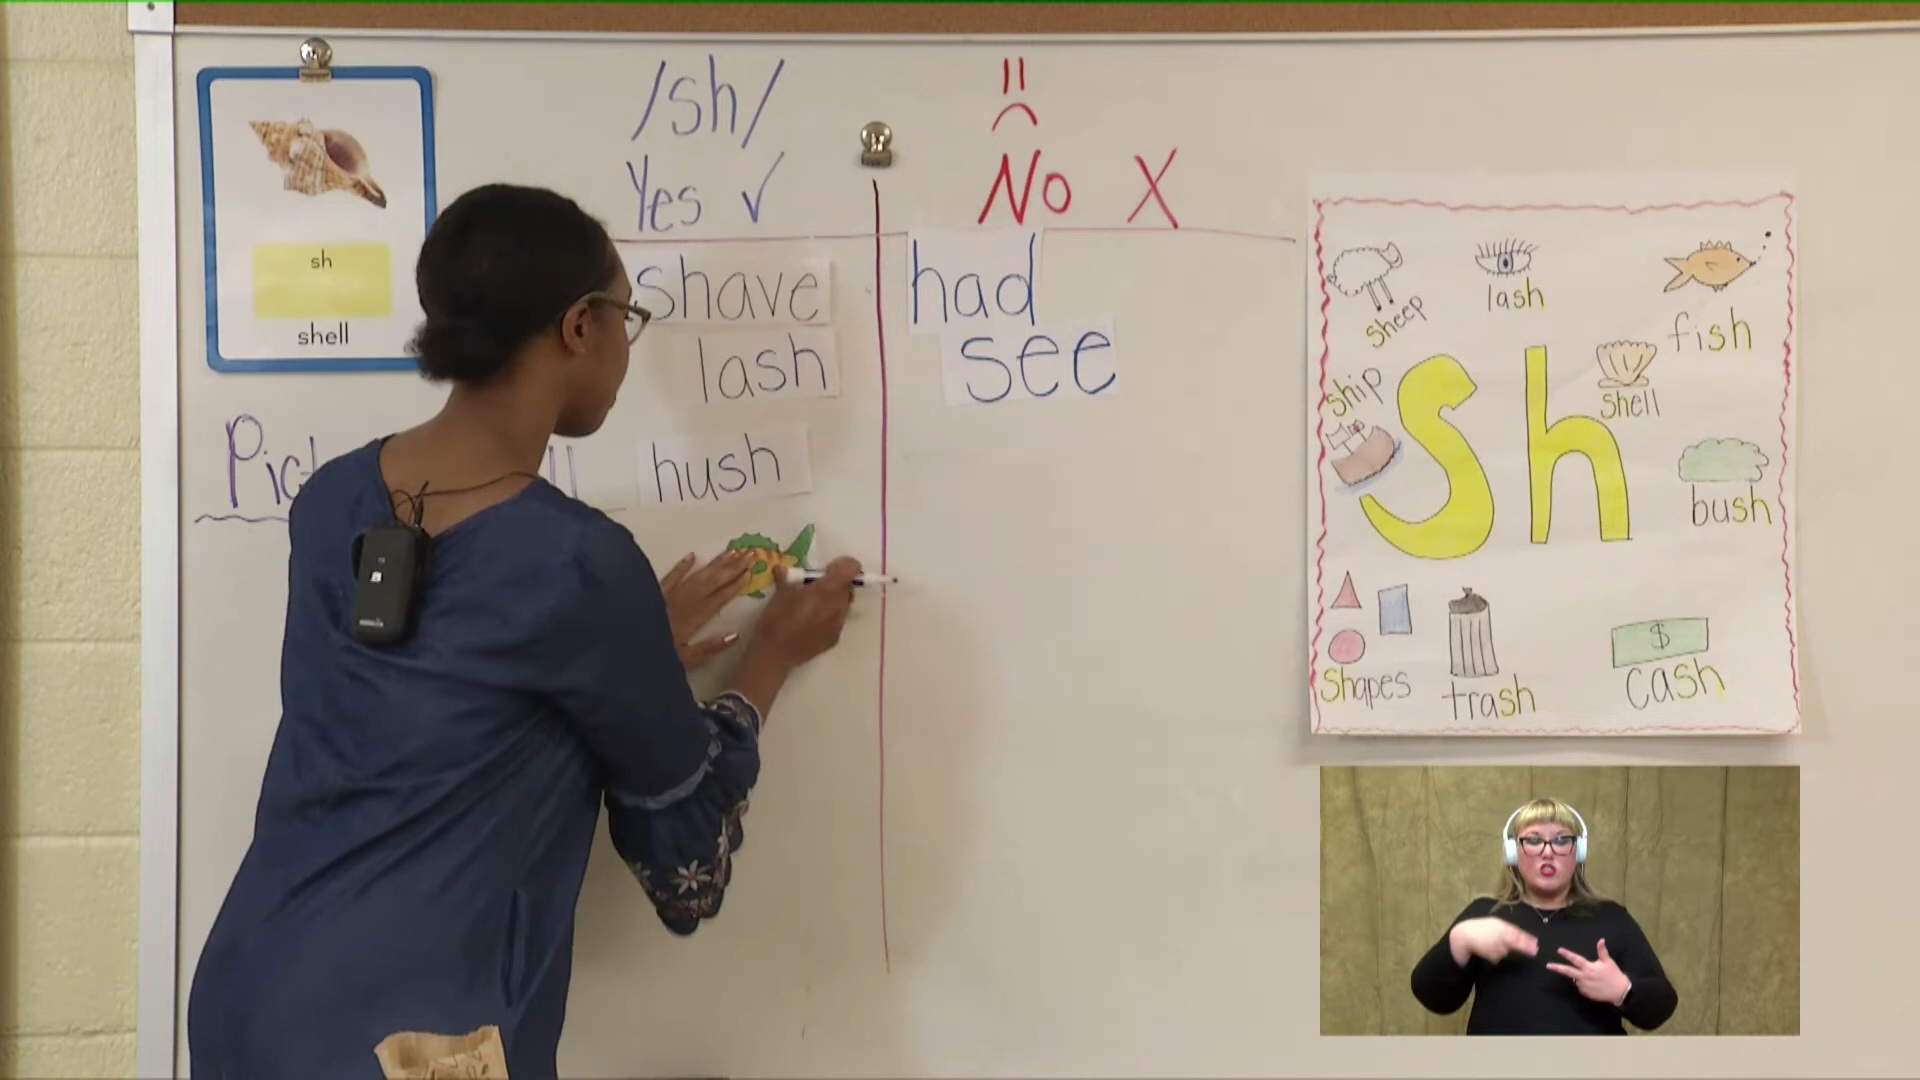 sh
shell
/sh/
Yes ✓
No X
shave
lash
hush
had
see
sheep
lash
fish
ship
Sh
shell
bush
shapes
trash
$
cash